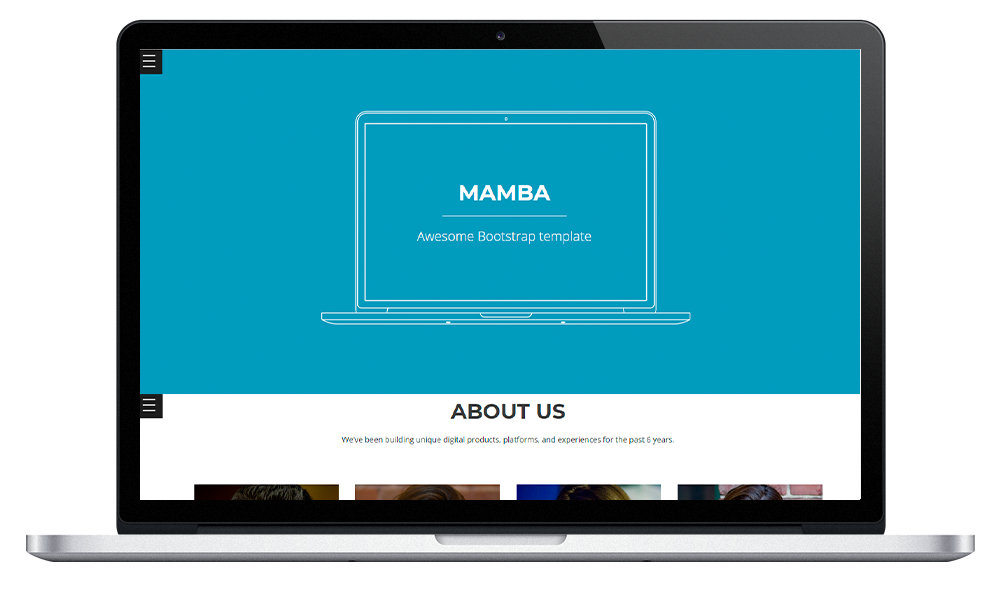 MAMBA
Awesome Bootstrap template
ABOUT US
We've been building unique digital products, platforms, and experiences for the past 6 years.